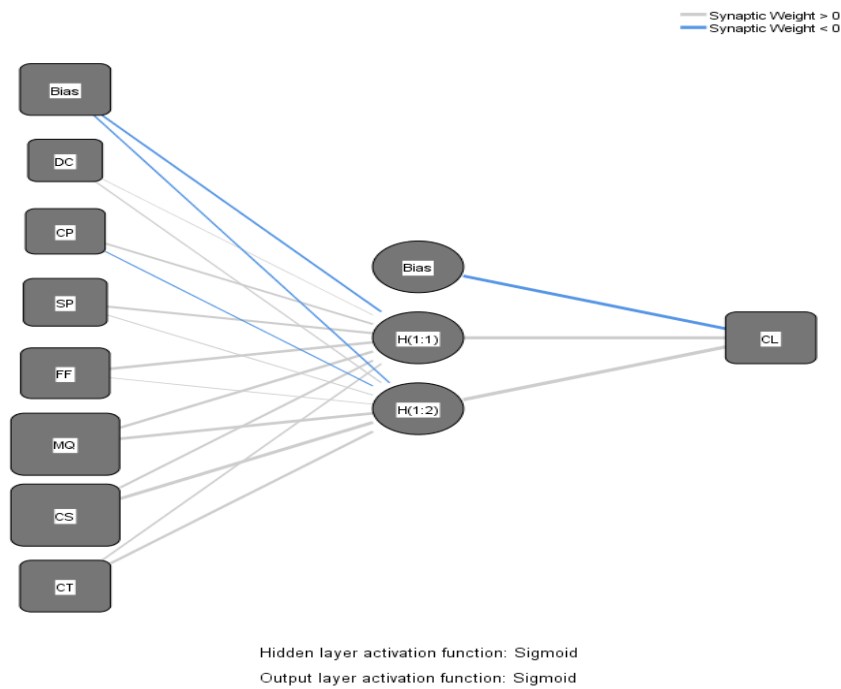 Synaptic Weight > 0
Synaptic Weight < 0
Bias
DC
CP
SP
FF
MQ
CS
CT
Bias
H(1:1)
H(1:2)
CL
Hidden layer activation function: Sigmoid
Output layer activation function: Sigmoid